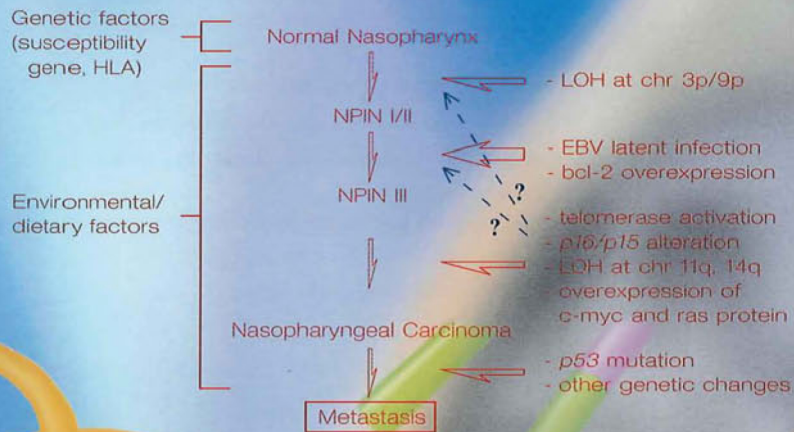 Genetic factors
(susceptibility
gene, HLA)
Normal Nasopharynx
- LOH at chr 3p/9p
NPIN I/II
- EBV latent infection
- bcl-2 overexpression
NPIN III
Environmental/
dietary factors
?
?
- telomerase activation
- p16/p15 alteration
- LOH at chr 11q, 14q
overexpression of
c-myc and ras protein
Nasopharyngeal Carcinoma
- p53 mutation
- other genetic changes
Metastasis